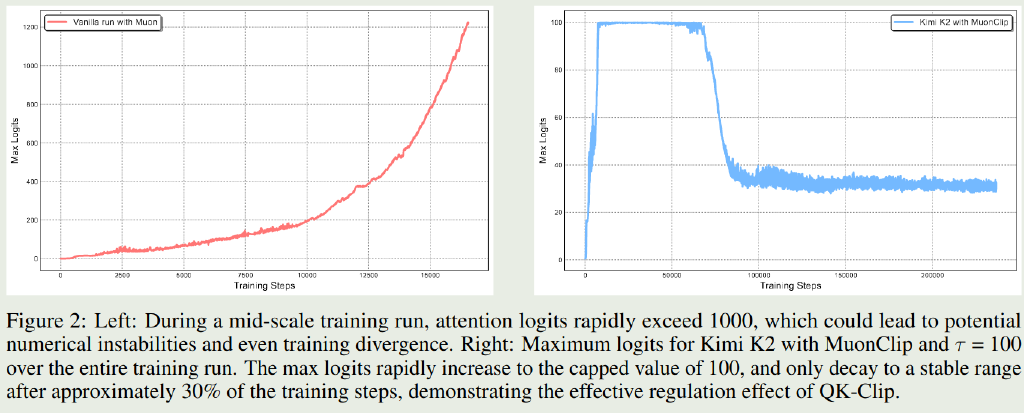 Vanilla run with Muon
1200
1000
800
600
400
200
0
Max Logits
0 2500 5000 7500 10000 12500 15000
Training Steps
Kimi K2 with MuonClip
100
80
60
40
20
0
Max Logits
0 50000 100000 150000 200000
Training Steps
Figure 2: Left: During a mid-scale training run, attention logits rapidly exceed 1000, which could lead to potential
numerical instabilities and even training divergence. Right: Maximum logits for Kimi K2 with MuonClip and τ = 100
over the entire training run. The max logits rapidly increase to the capped value of 100, and only decay to a stable range
after approximately 30% of the training steps, demonstrating the effective regulation effect of QK-Clip.